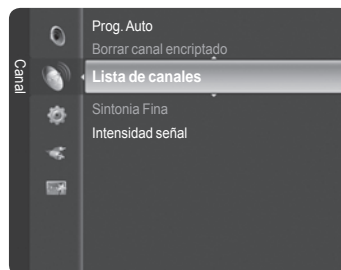 Canal
Prog. Auto
Borrar canal encriptado
Lista de canales
Sintonia Fina
Intensidad señal